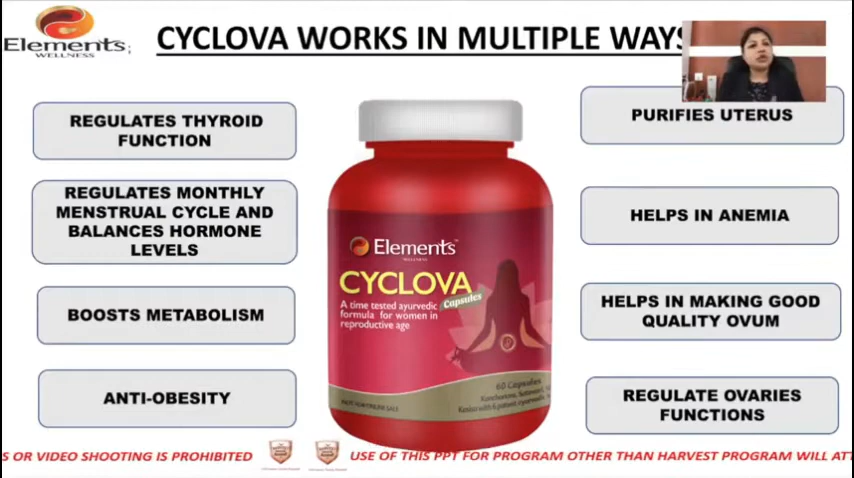 Elements
WELLNESS
CYCLOVA WORKS IN MULTIPLE WAYS
REGULATES THYROID
FUNCTION
REGULATES MONTHLY
MENSTRUAL CYCLE AND
BALANCES HORMONE
LEVELS
BOOSTS METABOLISM
ANTI-OBESITY
Elements
WELLNESS
CYCLOVA
Capsules
A time tested ayurvedic
formula for women in
reproductive age
60 Capsules
PURIFIES UTERUS
HELPS IN ANEMIA
HELPS IN MAKING GOOD
QUALITY OVUM
REGULATE OVARIES
FUNCTIONS
S OR VIDEO SHOOTING IS PROHIBITED
USE OF THIS PPT FOR PROGRAM OTHER THAN HARVEST PROGRAM WILL ATT